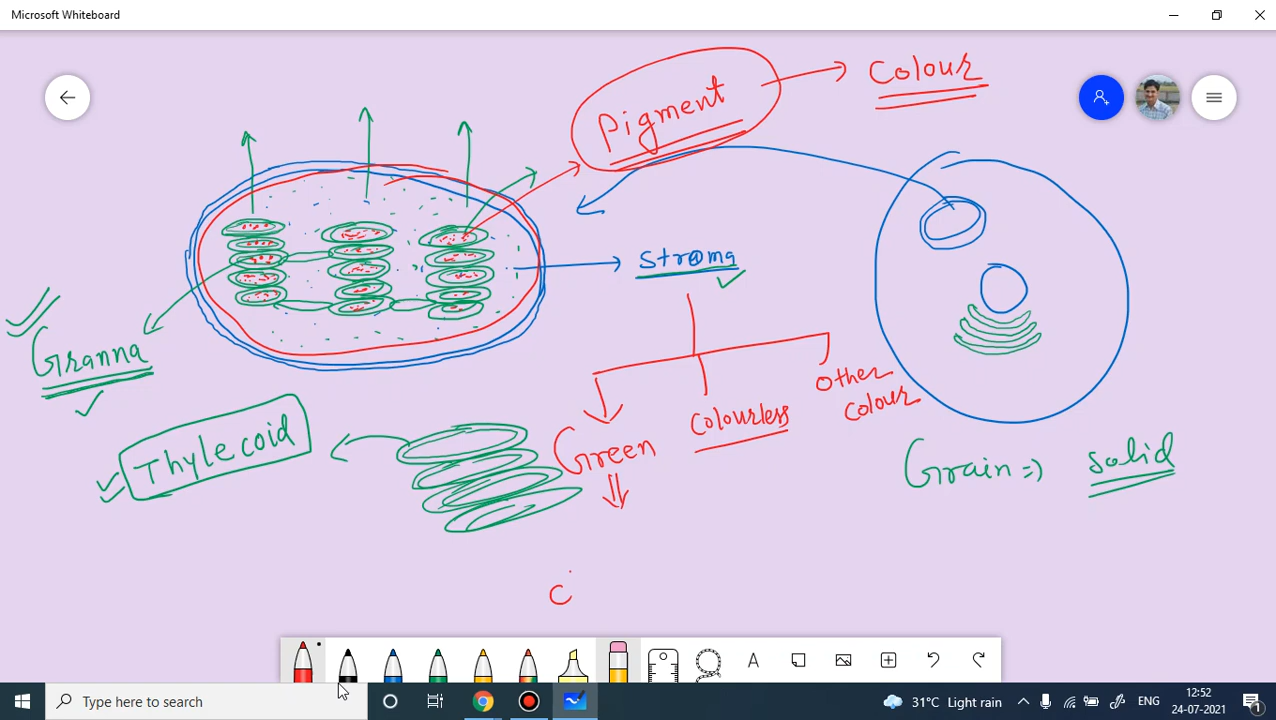 Microsoft Whiteboard
Pigment
Colour
Stroma
Granna
Thylecoid
Green
Colourless
Other
Colour
Grain => Solid
C
A
Type here to search
31°C Light rain
ENG
12:52
24-07-2021
1